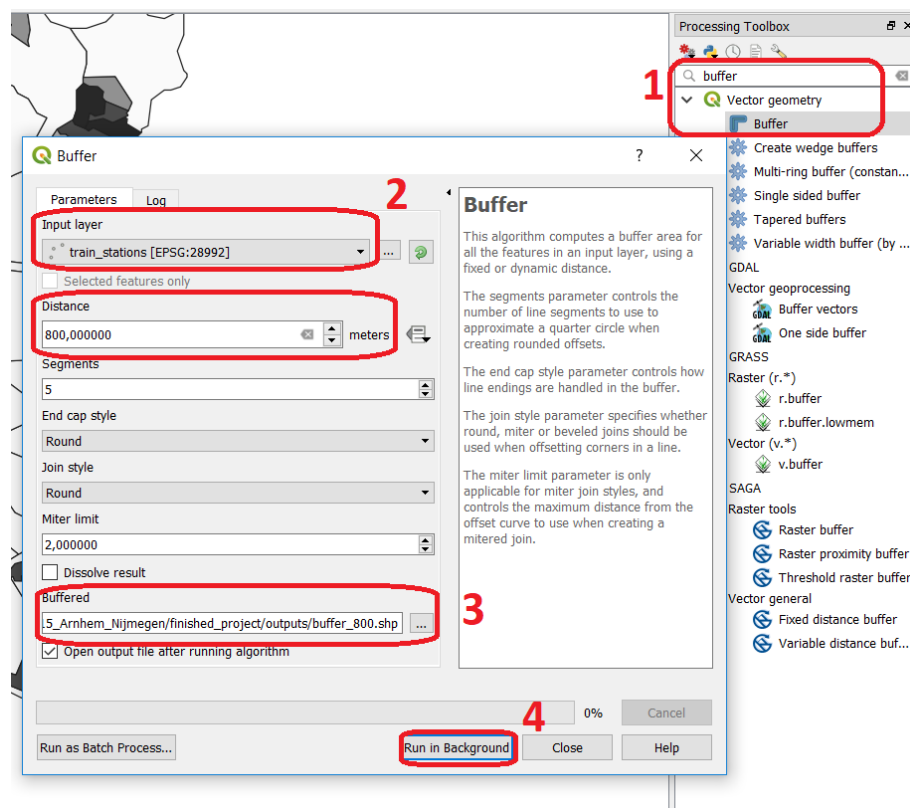 Processing Toolbox
1
buffer
Vector geometry
Buffer
Create wedge buffers
Multi-ring buffer (constan...
Single sided buffer
Tapered buffers
Variable width buffer (by ...
GDAL
Vector geoprocessing
Buffer vectors
One side buffer
GRASS
Raster (r.*)
r.buffer
r.buffer.lowmem
Vector (v.*)
v.buffer
SAGA
Raster tools
Raster buffer
Raster proximity buffer
Threshold raster buffer
Vector general
Fixed distance buffer
Variable distance buf...
Buffer
?
Parameters
Log
2
Input layer
train_stations [EPSG:28992]
...
Selected features only
Distance
800,000000
meters
Segments
5
End cap style
Round
Join style
Round
Miter limit
2,000000
Dissolve result
Buffered
.5_Arnhem_Nijmegen/finished_project/outputs/buffer_800.shp
...
3
Open output file after running algorithm
Buffer
This algorithm computes a buffer area for
all the features in an input layer, using a
fixed or dynamic distance.
The segments parameter controls the
number of line segments to use to
approximate a quarter circle when
creating rounded offsets.
The end cap style parameter controls how
line endings are handled in the buffer.
The join style parameter specifies whether
round, miter or beveled joins should be
used when offsetting corners in a line.
The miter limit parameter is only
applicable for miter join styles, and
controls the maximum distance from the
offset curve to use when creating a
mitered join.
0%
Cancel
4
Run as Batch Process...
Run in Background
Close
Help
GDAL
GDAL